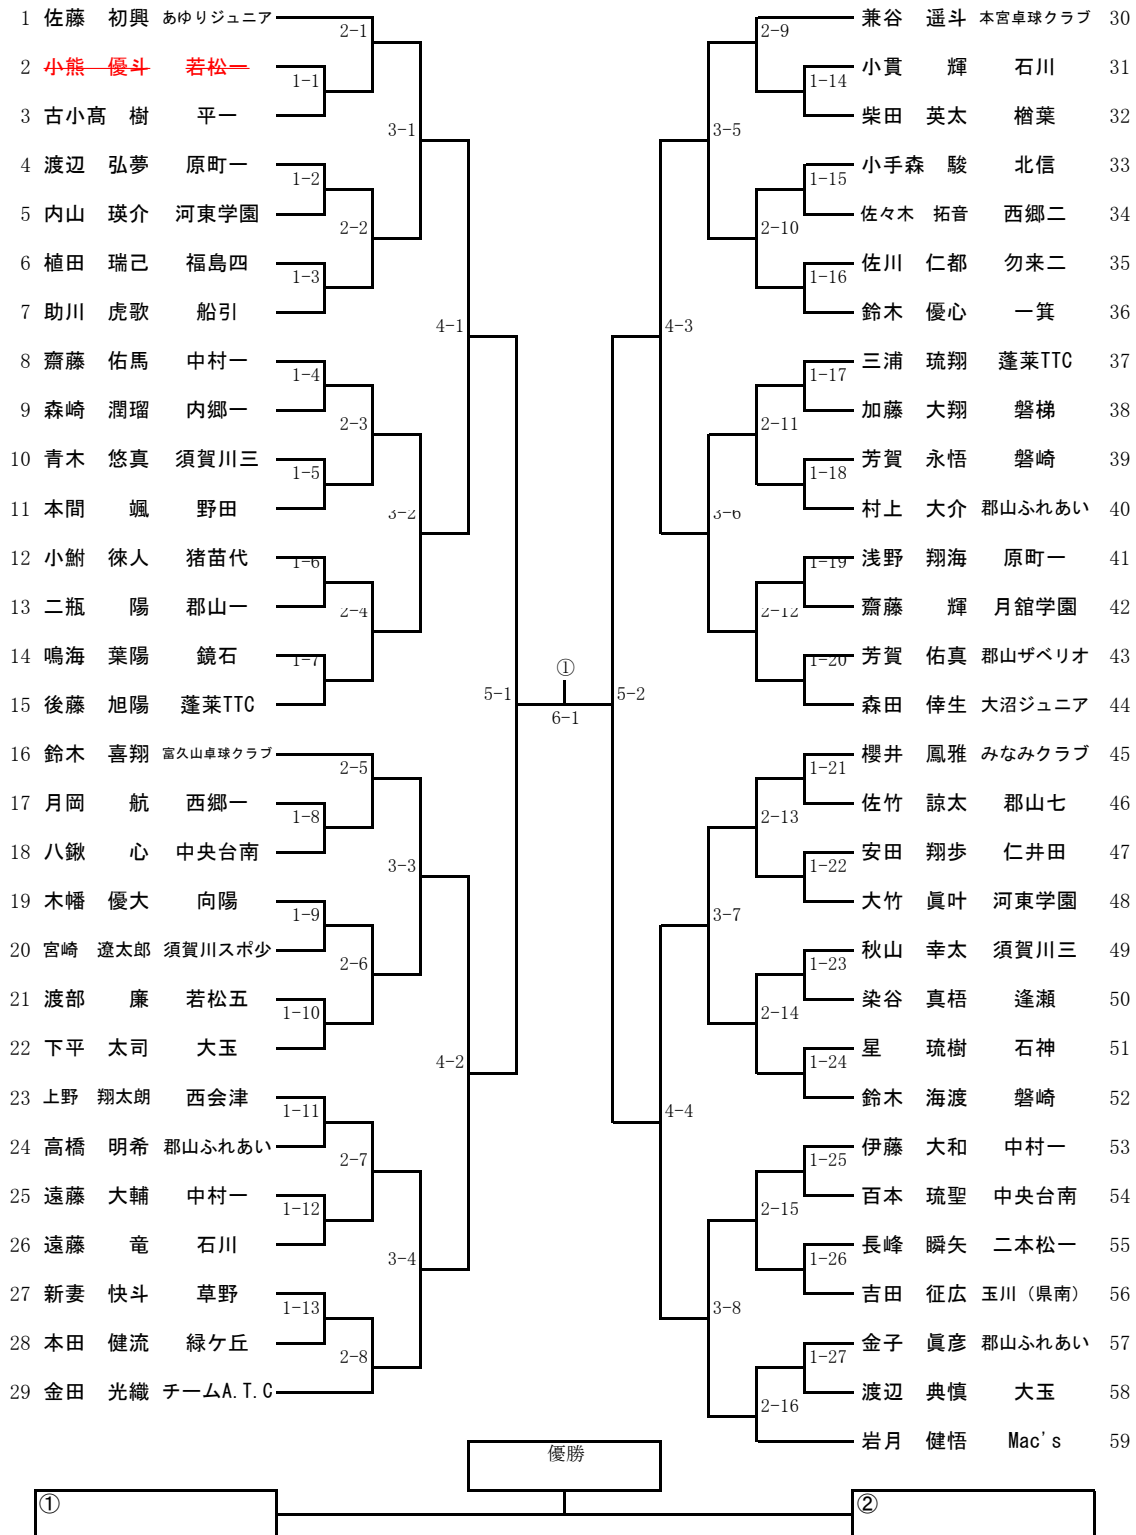 1 佐藤 初興 あゆりジュニア
2 小熊 優斗 若松一
3 古小髙 樹 平一
4 渡辺 弘夢 原町一
5 内山 瑛介 河東学園
6 植田 瑞己 福島四
7 助川 虎歌 船引
8 齋藤 佑馬 中村一
9 森崎 潤瑠 内郷一
10 青木 悠真 須賀川三
11 本間 颯 野田
12 小鮒 徠人 猪苗代
13 二瓶 陽 郡山一
14 鳴海 葉陽 鏡石
15 後藤 旭陽 蓬莱TTC
16 鈴木 喜翔 富久山卓球クラブ
17 月岡 航 西郷一
18 八鍬 心 中央台南
19 木幡 優大 向陽
20 宮崎 遼太郎 須賀川スポ少
21 渡部 廉 若松五
22 下平 太司 大玉
23 上野 翔太朗 西会津
24 高橋 明希 郡山ふれあい
25 遠藤 大輔 中村一
26 遠藤 竜 石川
27 新妻 快斗 草野
28 本田 健流 緑ケ丘
29 金田 光織 チームA.T.C
2-1
1-1
3-1
1-2
2-2
1-3
4-1
1-4
2-3
1-5
3-2
1-6
2-4
1-7
5-1
2-5
1-8
3-3
1-9
2-6
1-10
4-2
1-11
2-7
1-12
3-4
1-13
2-8
①
6-1
兼谷 遥斗 本宮卓球クラブ 30
小貫 輝 石川 31
柴田 英太 楢葉 32
小手森 駿 北信 33
佐々木 拓音 西郷二 34
佐川 仁都 勿来二 35
鈴木 優心 一箕 36
三浦 琉翔 蓬莱TTC 37
加藤 大翔 磐梯 38
芳賀 永悟 磐崎 39
村上 大介 郡山ふれあい 40
浅野 翔海 原町一 41
齋藤 輝 月舘学園 42
芳賀 佑真 郡山ザベリオ 43
森田 倖生 大沼ジュニア 44
櫻井 鳳雅 みなみクラブ 45
佐竹 諒太 郡山七 46
安田 翔歩 仁井田 47
大竹 眞叶 河東学園 48
秋山 幸太 須賀川三 49
染谷 真梧 逢瀬 50
星 琉樹 石神 51
鈴木 海渡 磐崎 52
伊藤 大和 中村一 53
百本 琉聖 中央台南 54
長峰 瞬矢 二本松一 55
吉田 征広 玉川（県南） 56
金子 眞彦 郡山ふれあい 57
渡辺 典慎 大玉 58
岩月 健悟 Mac's 59
2-9
1-14
3-5
1-15
2-10
1-16
4-3
1-17
2-11
1-18
3-6
1-19
2-12
1-20
5-2
1-21
2-13
1-22
3-7
1-23
2-14
1-24
4-4
1-25
2-15
1-26
3-8
1-27
2-16
優勝
①
②